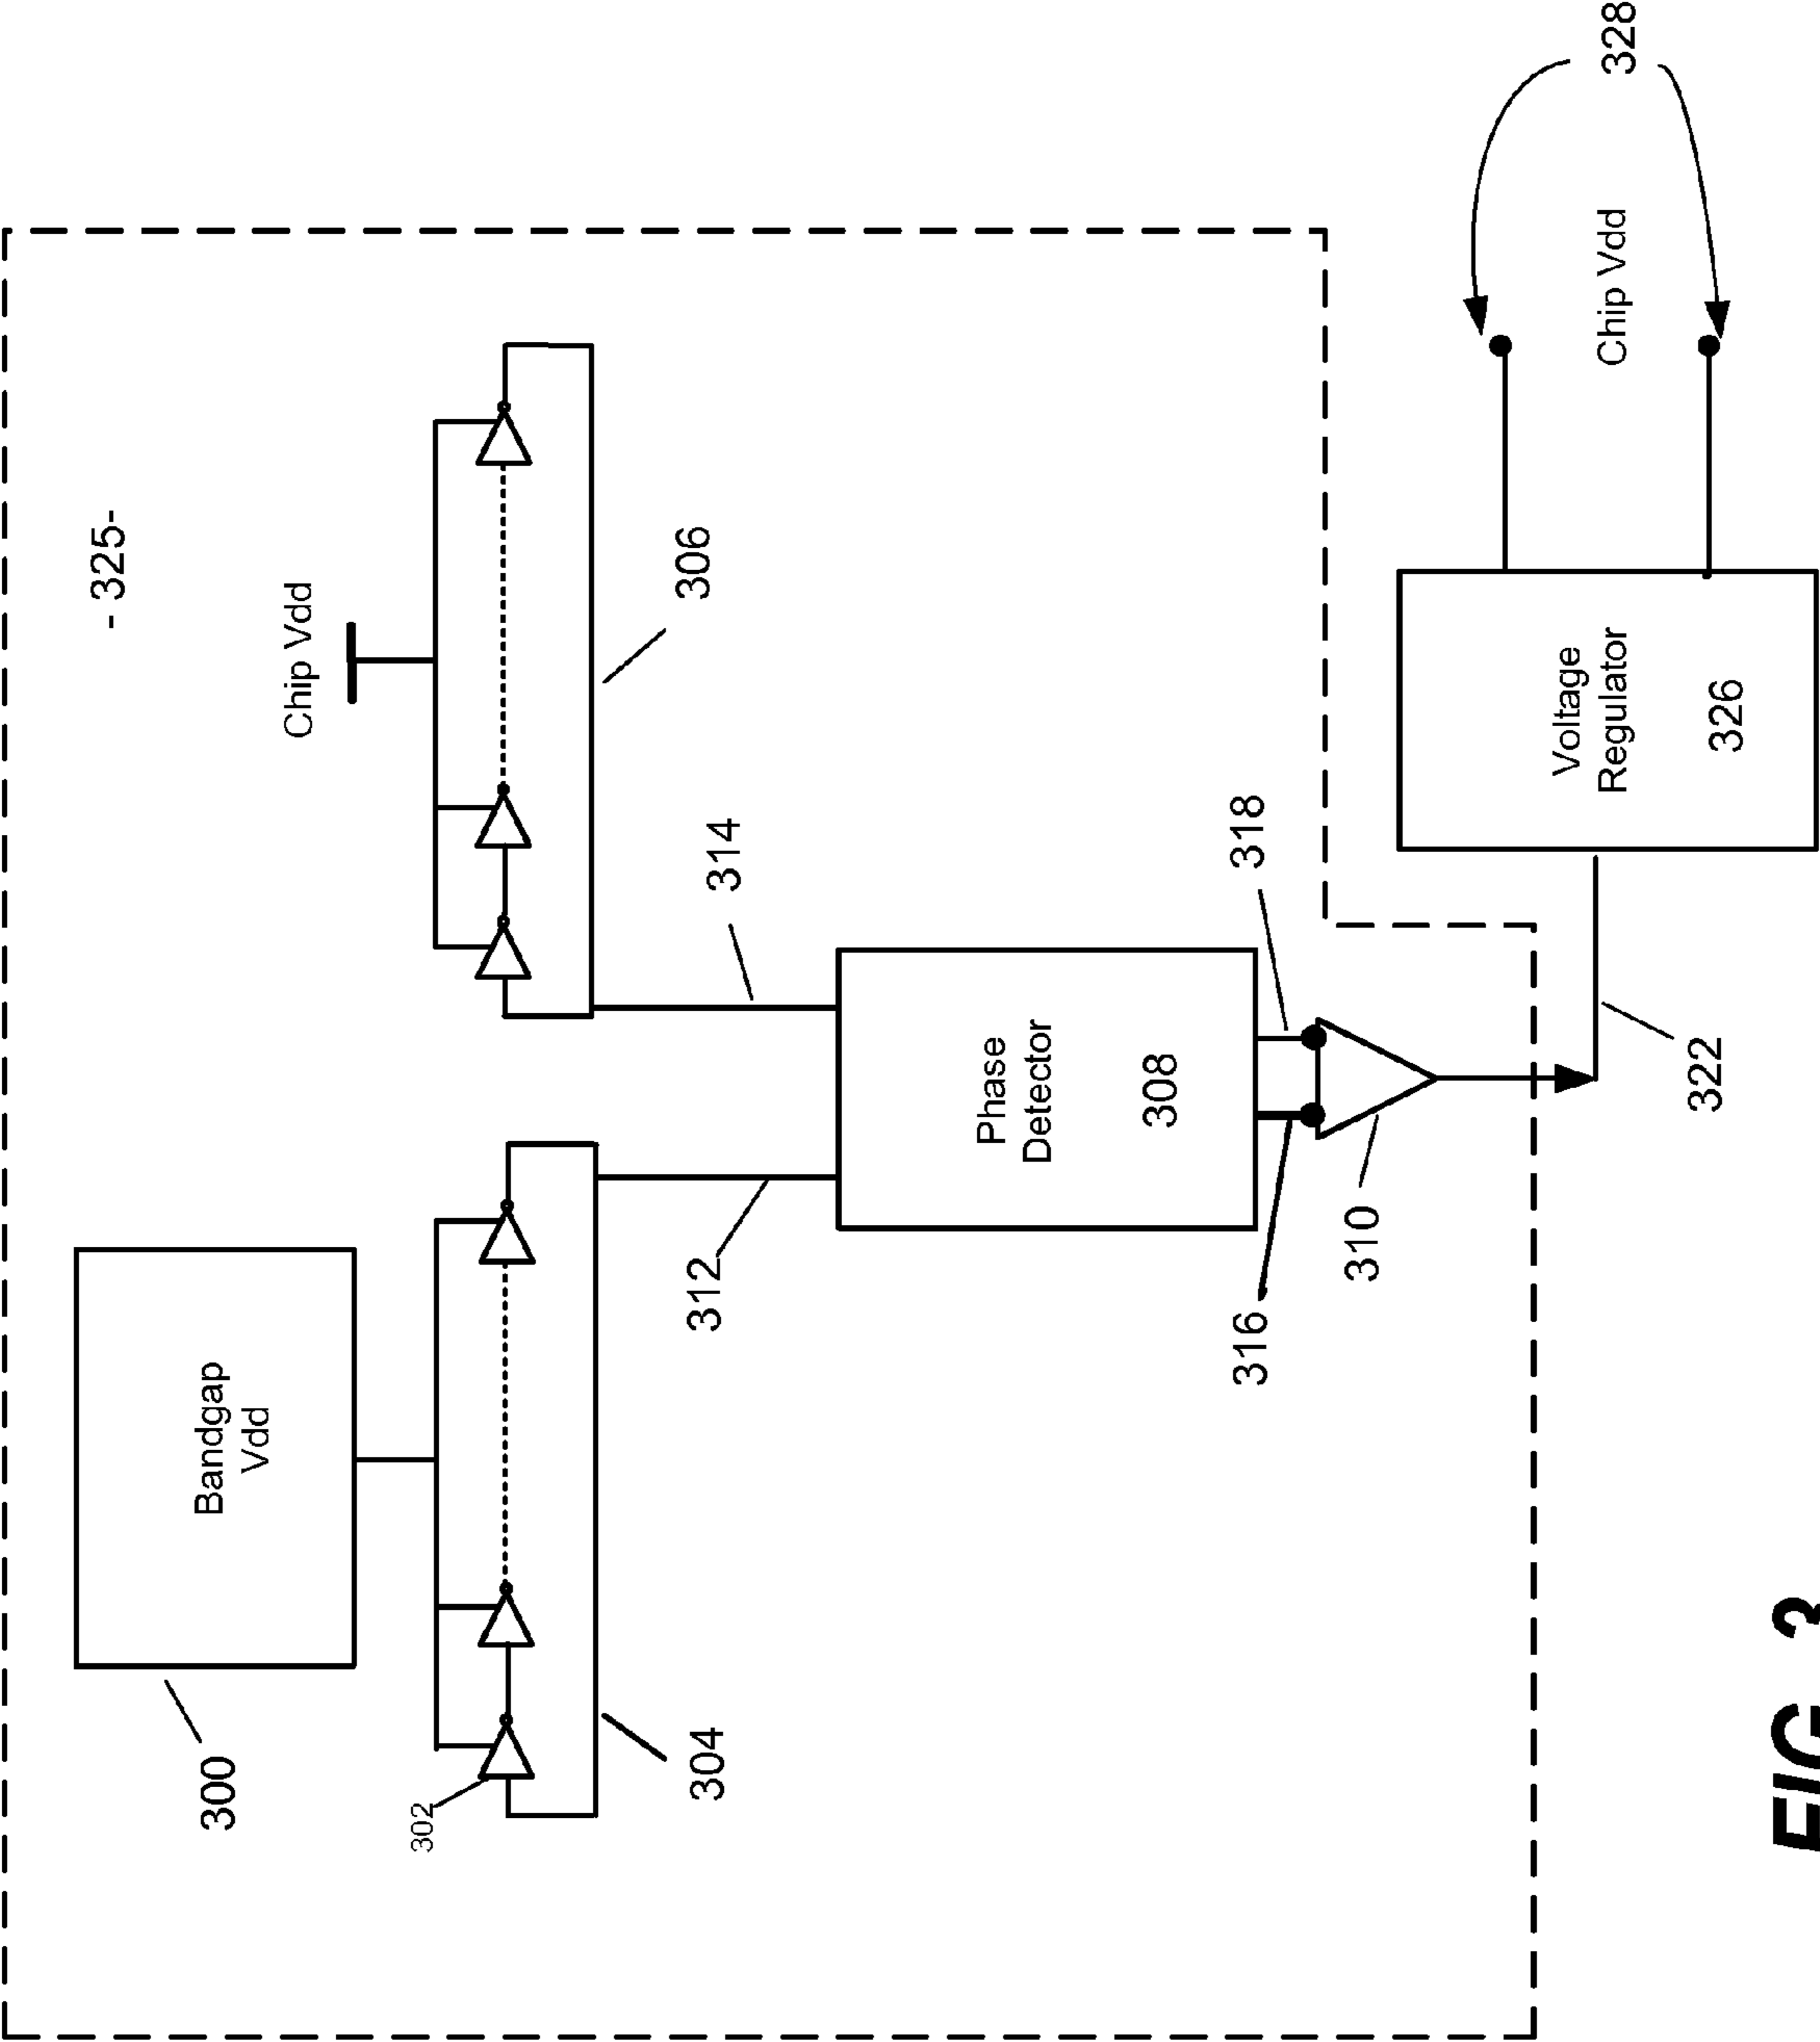 - 325-
300
Bandgap
Vdd
Chip Vdd
302
304
312
314
306
Phase
Detector
308
316
318
310
Voltage
Regulator
326
Chip Vdd
328
322
FIG. 3